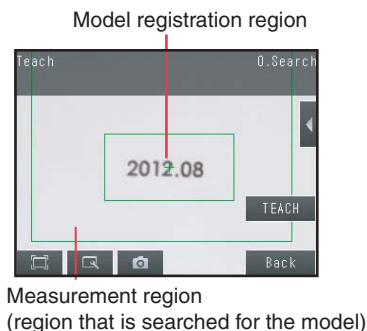 Model registration region
Teach 0.Search
2012.08
TEACH
Back
Measurement region
(region that is searched for the model)